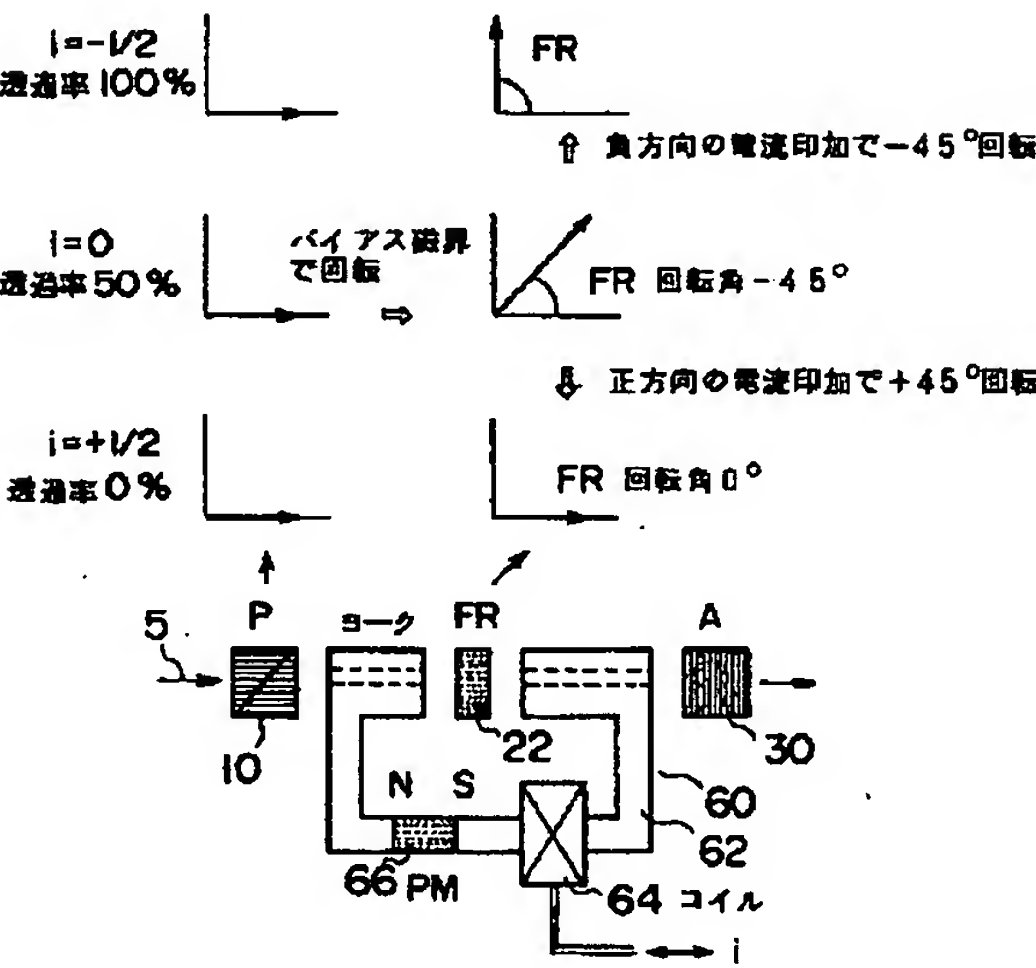 i=-I/2
透過率100%
FR
⇧ 負方向の電流印加で-45°回転
i=0
透過率50%
バイアス磁界
で回転
⇨
FR 回転角-45°
⇩ 正方向の電流印加で+45°回転
i=+I/2
透過率0%
FR 回転角0°
P
ヨーク
FR
A
5
10
22
30
N
S
60
62
66
PM
64
コイル
i